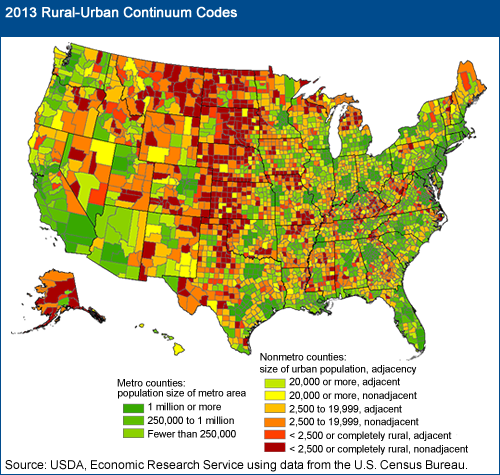 2013 Rural-Urban Continuum Codes
Metro counties:
population size of metro area
1 million or more
250,000 to 1 million
Fewer than 250,000
Nonmetro counties:
size of urban population, adjacency
20,000 or more, adjacent
20,000 or more, nonadjacent
2,500 to 19,999, adjacent
2,500 to 19,999, nonadjacent
< 2,500 or completely rural, adjacent
< 2,500 or completely rural, nonadjacent
Source: USDA, Economic Research Service using data from the U.S. Census Bureau.